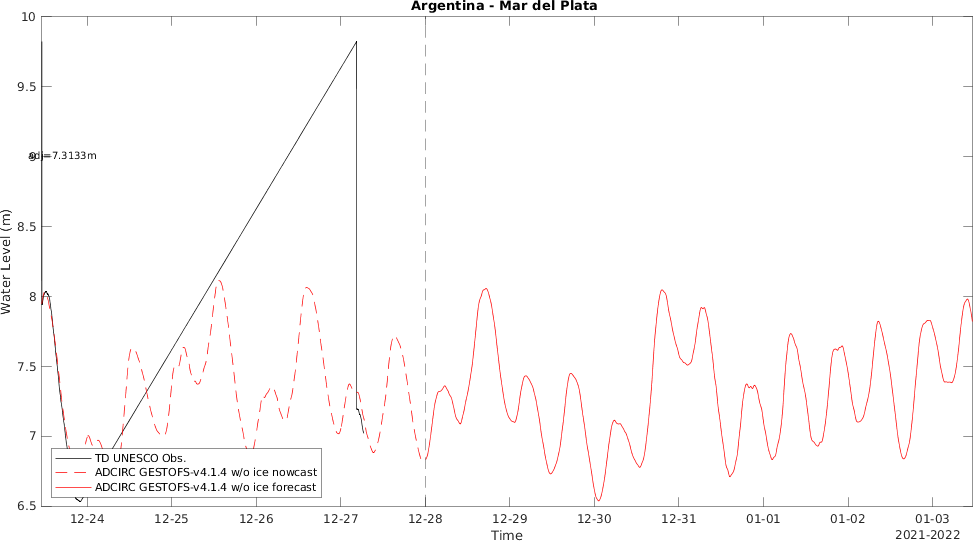 Argentina - Mar del Plata
10
9.5
9
adj=7.3133m
8.5
8
7.5
7
6.5
Water Level (m)
TD UNESCO Obs.
ADCIRC GESTOFS-v4.1.4 w/o ice nowcast
ADCIRC GESTOFS-v4.1.4 w/o ice forecast
12-24 12-25 12-26 12-27 12-28 12-29 12-30 12-31 01-01 01-02 01-03
Time
2021-2022